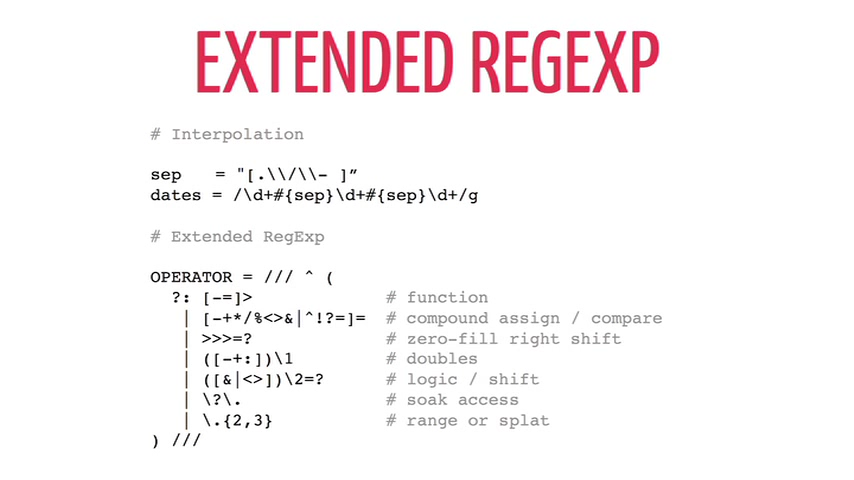 EXTENDED REGEXP
# Interpolation
sep   = "[.\\/\\- ]”
dates = /\d+#{sep}\d+#{sep}\d+/g
# Extended RegExp
OPERATOR = /// ^ (
  ?: [-=]>             # function
   | [-+*/%<>&|^!?=]=  # compound assign / compare
   | >>>=?             # zero-fill right shift
   | ([-+:])\1         # doubles
   | ([&|<>])\2=?      # logic / shift
   | \?\.              # soak access
   | \.{2,3}           # range or splat
) ///